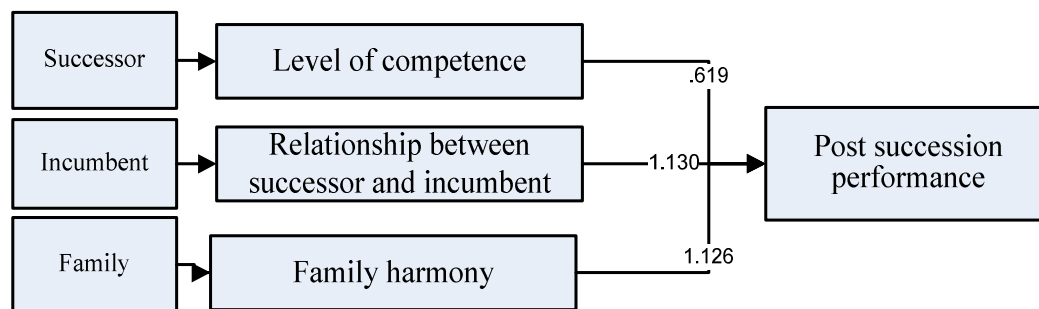 Successor
Level of competence
.619
Incumbent
Relationship between
successor and incumbent
1.130
Post succession
performance
Family
Family harmony
1.126